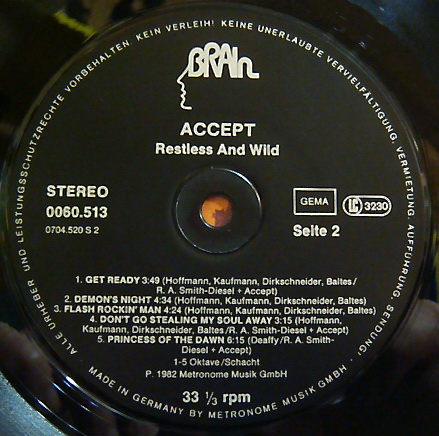 BRAIN
ACCEPT
Restless And Wild
STEREO
0060.513
0704.520 S 2
GEMA
LC 3230
Seite 2
1. GET READY 3:49 (Hoffmann, Kaufmann, Dirkschneider, Baltes/
R. A. Smith-Diesel + Accept)
2. DEMON'S NIGHT 4:34 (Hoffmann, Kaufmann, Dirkschneider, Baltes)
3. FLASH ROCKIN' MAN 4:24 (Hoffmann, Kaufmann, Dirkschneider, Baltes)
4. DON'T GO STEALING MY SOUL AWAY 3:15 (Hoffmann,
Kaufmann, Dirkschneider, Baltes/R. A. Smith-Diesel + Accept)
5. PRINCESS OF THE DAWN 6:15 (Deaffy/R. A. Smith-
Diesel + Accept)
1-5 Oktave/Schacht
P. 1982 Metronome Musik GmbH
33 1/3 rpm
ALLE URHEBER UND LEISTUNGSSCHUTZRECHTE VORBEHALTEN. KEIN VERLEIH! KEINE UNERLAUBTE VERVIELFÄLTIGUNG, VERMIETUNG, AUFFÜHRUNG, SENDUNG!
MADE IN GERMANY BY METRONOME MUSIK GMBH